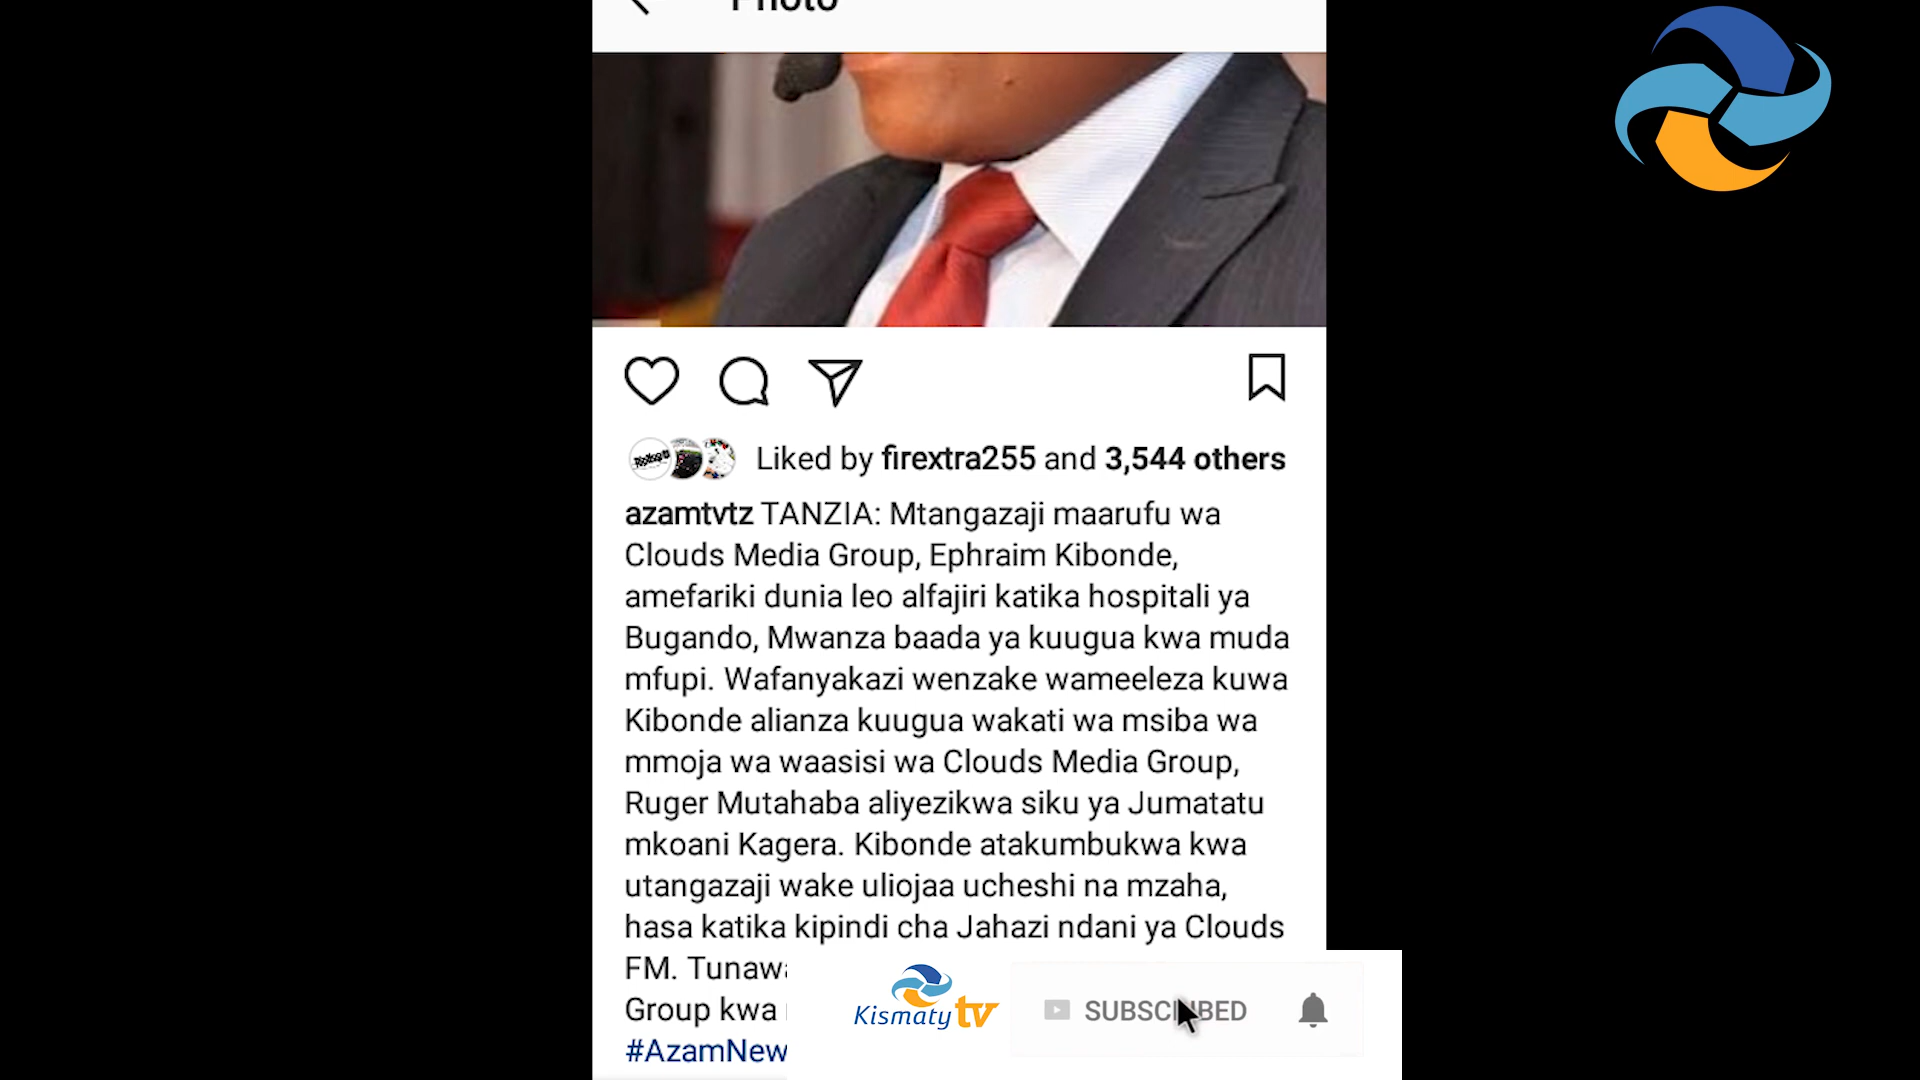 Photo
Liked by firextra255 and 3,544 others
azamtvtz TANZIA: Mtangazaji maarufu wa
Clouds Media Group, Ephraim Kibonde,
amefariki dunia leo alfajiri katika hospitali ya
Bugando, Mwanza baada ya kuugua kwa muda
mfupi. Wafanyakazi wenzake wameeleza kuwa
Kibonde alianza kuugua wakati wa msiba wa
mmoja wa waasisi wa Clouds Media Group,
Ruger Mutahaba aliyezikwa siku ya Jumatatu
mkoani Kagera. Kibonde atakumbukwa kwa
utangazaji wake uliojaa ucheshi na mzaha,
hasa katika kipindi cha Jahazi ndani ya Clouds
FM. Tunawa
Group kwa
#AzamNew
Kismaty tv
SUBSCRIBED